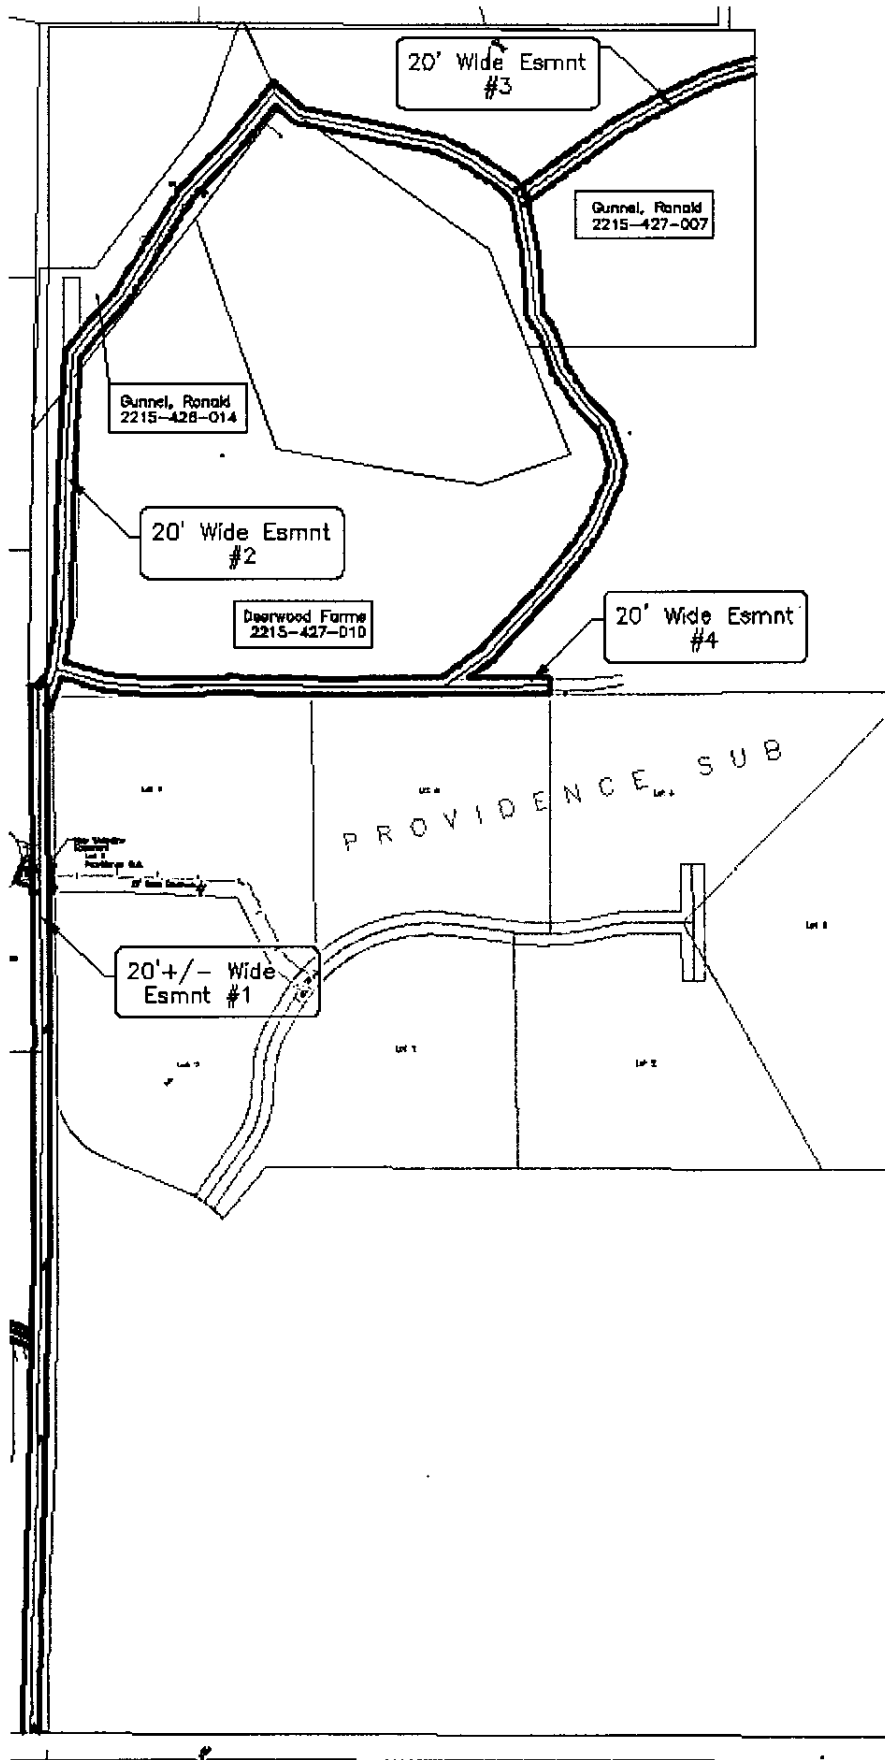 20' Wide Esmnt
#3
Gunnel, Ronald
2215-427-007
Gunnel, Ronald
2215-428-014
20' Wide Esmnt
#2
Deerwood Farms
2215-427-010
20' Wide Esmnt
#4
PROVIDENCE SUB
20'+/- Wide
Esmnt #1